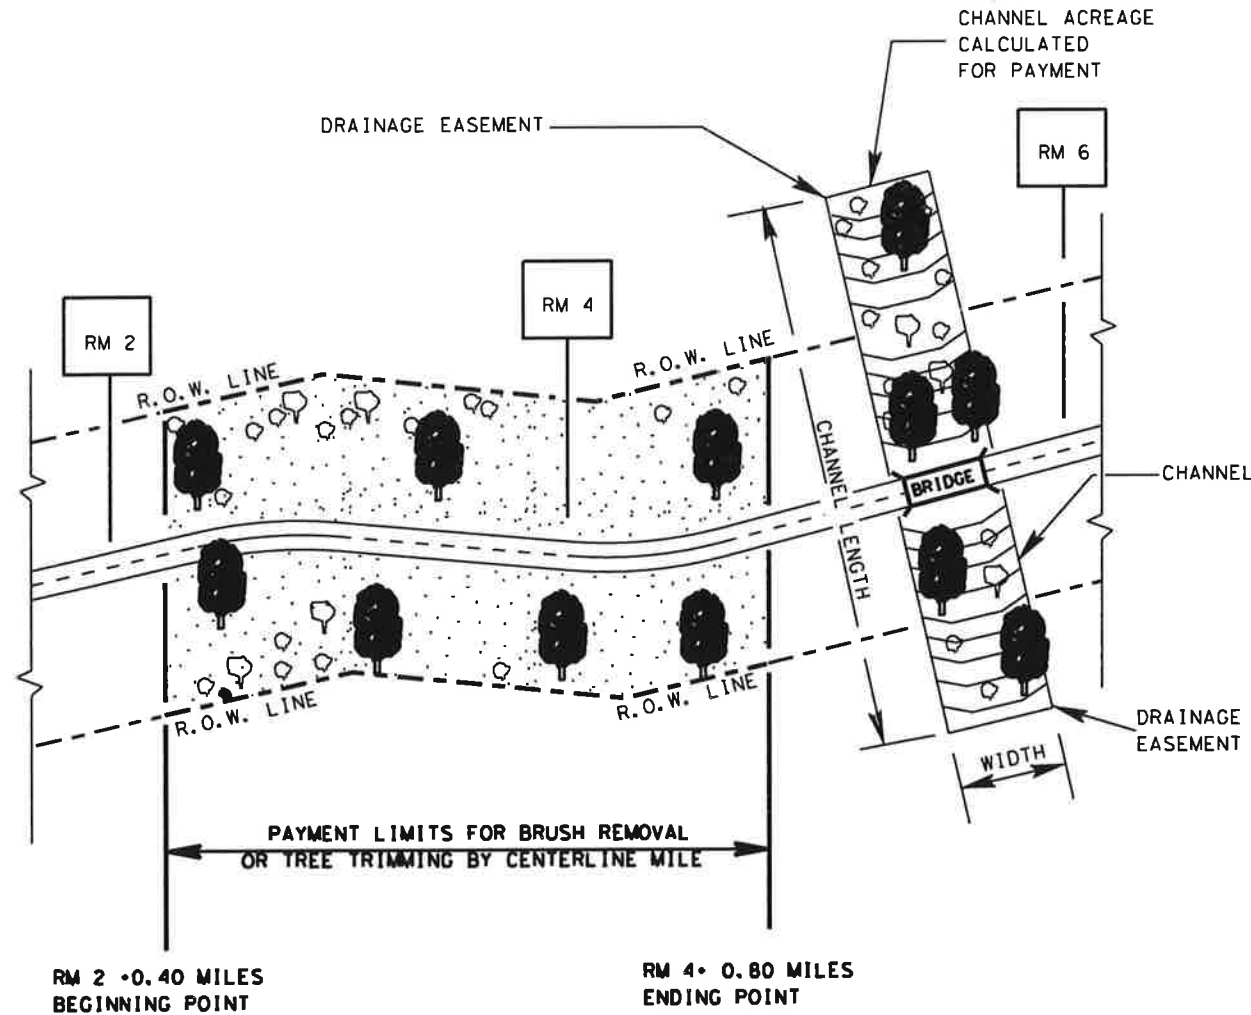 CHANNEL ACREAGE
CALCULATED
FOR PAYMENT
DRAINAGE EASEMENT
RM 6
RM 4
RM 2
R.O.W. LINE
R.O.W. LINE
CHANNEL LENGTH
BRIDGE
CHANNEL
R.O.W. LINE
R.O.W. LINE
DRAINAGE
EASEMENT
WIDTH
PAYMENT LIMITS FOR BRUSH REMOVAL
OR TREE TRIMMING BY CENTERLINE MILE
RM 2 +0.40 MILES
BEGINNING POINT
RM 4+ 0.80 MILES
ENDING POINT